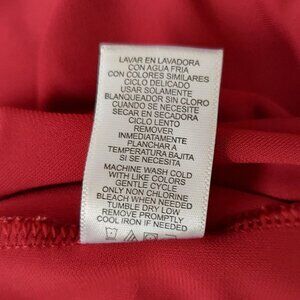 LAVAR EN LAVADORA
CON AGUA FRIA
CON COLORES SIMILARES
CICLO DELICADO
USAR SOLAMENTE
BLANQUEADOR SIN CLORO
CUANDO SE NECESITE
SECAR EN SECADORA
CICLO LENTO
REMOVER
INMEDIATAMENTE
PLANCHAR A
TEMPERATURA BAJITA
SI SE NECESITA
MACHINE WASH COLD
WITH LIKE COLORS
GENTLE CYCLE
ONLY NON CHLORINE
BLEACH WHEN NEEDED
TUMBLE DRY LOW
REMOVE PROMPTLY
COOL IRON IF NEEDED